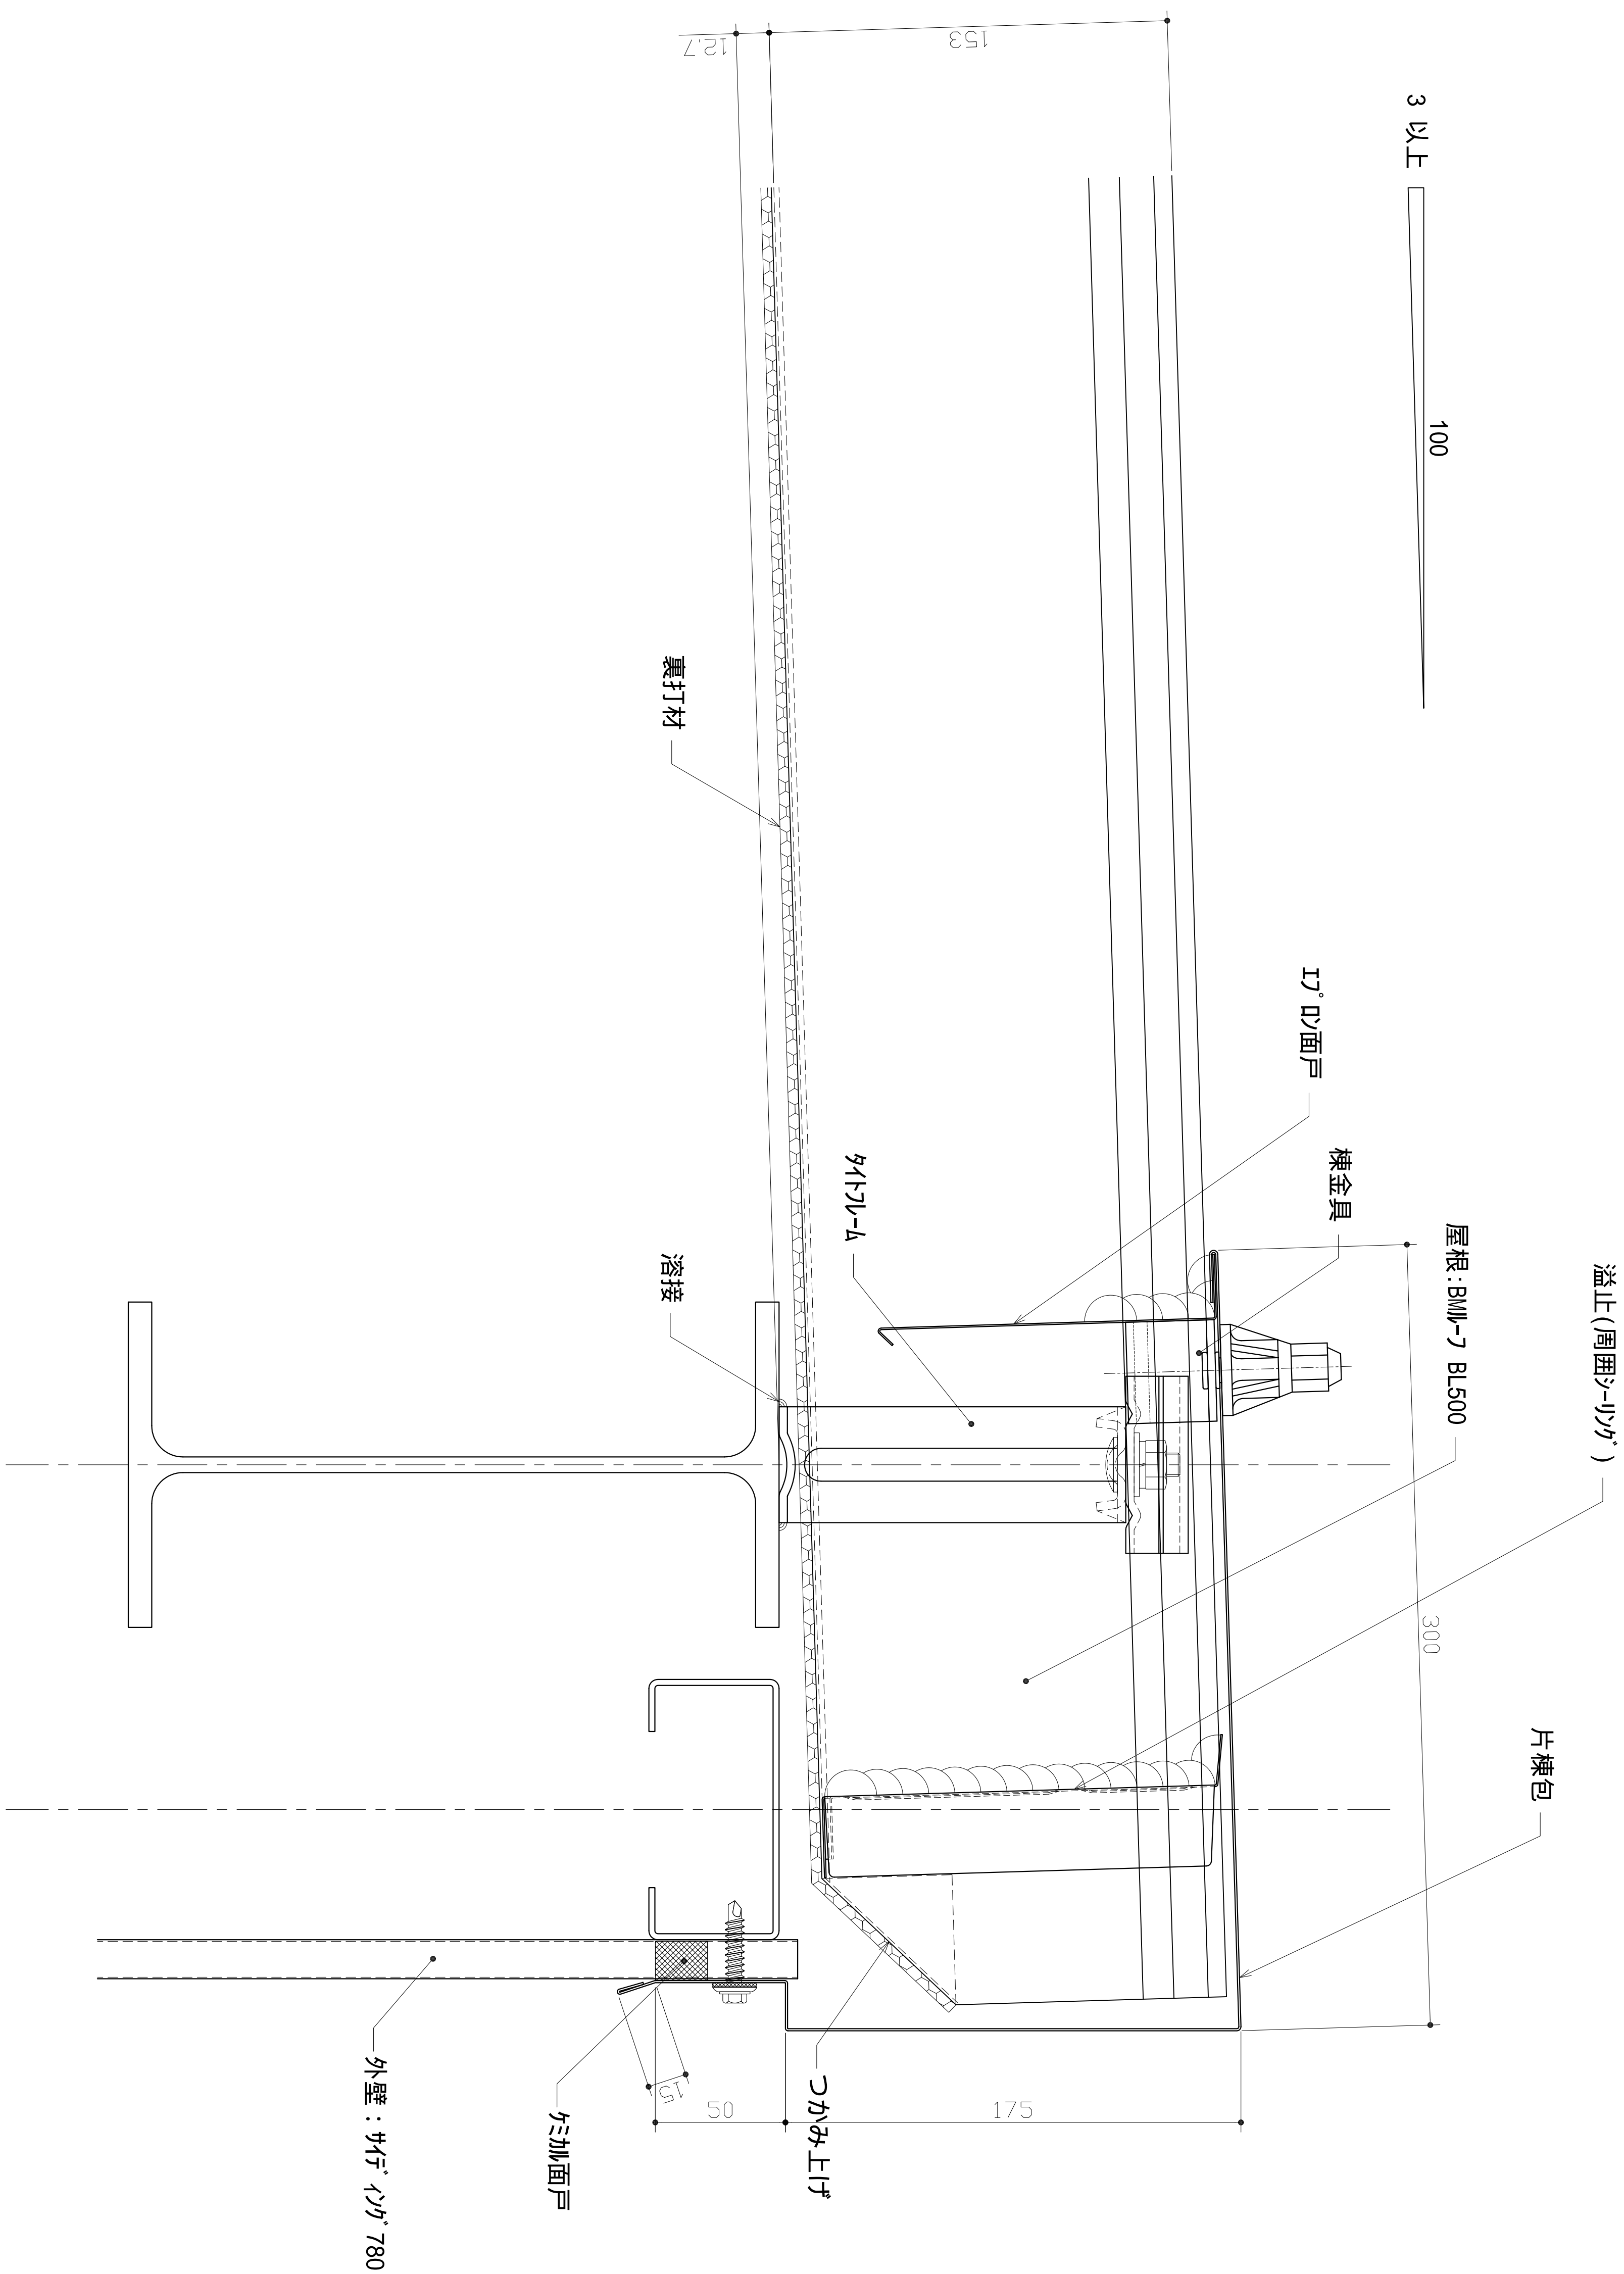 溢止(周囲ｼｰﾘﾝｸﾞ)
片棟包
屋根:BMﾙｰﾌ BL500
300
100
3 以上
棟金具
ｴﾌﾟﾛﾝ面戸
175
153
ﾀｲﾄﾌﾚｰﾑ
つかみ上げ
50
12.7
15
裏打材
溶接
ｹﾐｶﾙ面戸
外壁：ｻｲﾃﾞｨﾝｸﾞ780